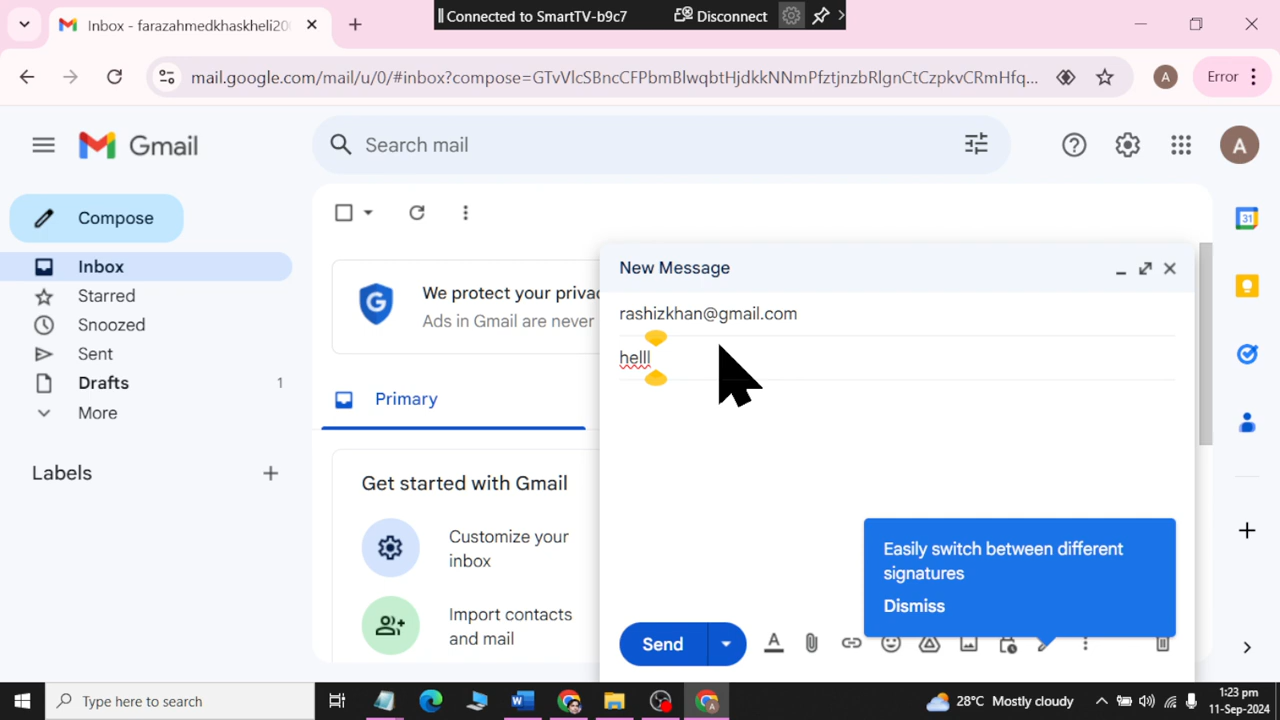 Connected to SmartTV-b9c7 Disconnect
Inbox - farazahmedkhaskheli20
mail.google.com/mail/u/0/#inbox?compose=GTvVlcSBncCFPbmBlwqbtHjdkkNNmPfztjnzbRlgnCtCzpkvCRmHfq...
A
Error
Gmail
Search mail
A
Compose
Inbox
Starred
Snoozed
Sent
Drafts 1
More
Labels
We protect your priva
Ads in Gmail are never
Primary
Get started with Gmail
Customize your
inbox
Import contacts
and mail
New Message
rashizkhan@gmail.com
helll
Easily switch between different
signatures
Dismiss
Send
31
Type here to search
28°C Mostly cloudy
1:23 pm
11-Sep-2024